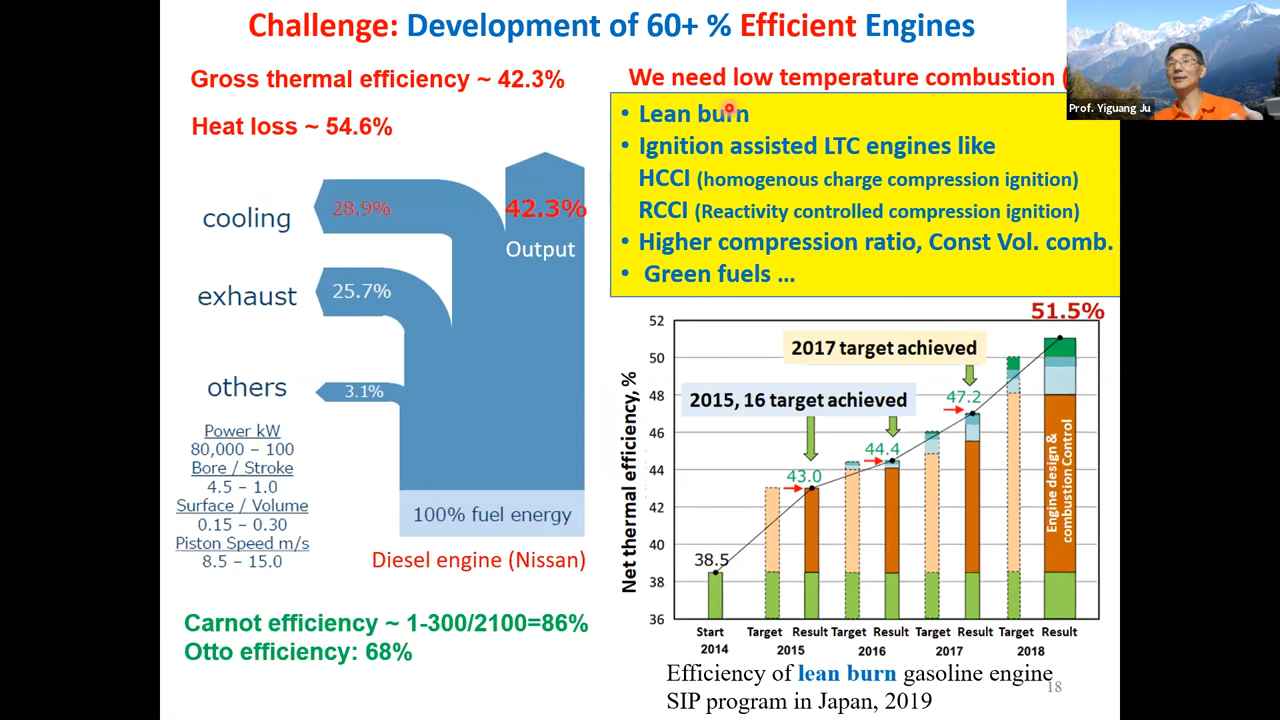 Challenge: Development of 60+ % Efficient Engines
Prof. Yiguang Ju
Gross thermal efficiency ~ 42.3%
Heat loss ~ 54.6%
cooling
28.9%
42.3%
Output
exhaust
25.7%
others
3.1%
Power kW
80,000 – 100
Bore / Stroke
4.5 – 1.0
Surface / Volume
0.15 – 0.30
Piston Speed m/s
8.5 – 15.0
100% fuel energy
Diesel engine (Nissan)
Carnot efficiency ~ 1-300/2100=86%
Otto efficiency: 68%
We need low temperature combustion (
• Lean burn
• Ignition assisted LTC engines like
HCCI (homogenous charge compression ignition)
RCCI (Reactivity controlled compression ignition)
• Higher compression ratio, Const Vol. comb.
• Green fuels ...
51.5%
Net thermal efficiency, %
52
50
48
46
44
42
40
38
36
2017 target achieved
2015, 16 target achieved
38.5
43.0
44.4
47.2
Engine design &
combustion Control
Start Target Result Target Result Target Result Target Result
2014 2015 2016 2017 2018
Efficiency of lean burn gasoline engine
SIP program in Japan, 2019
18